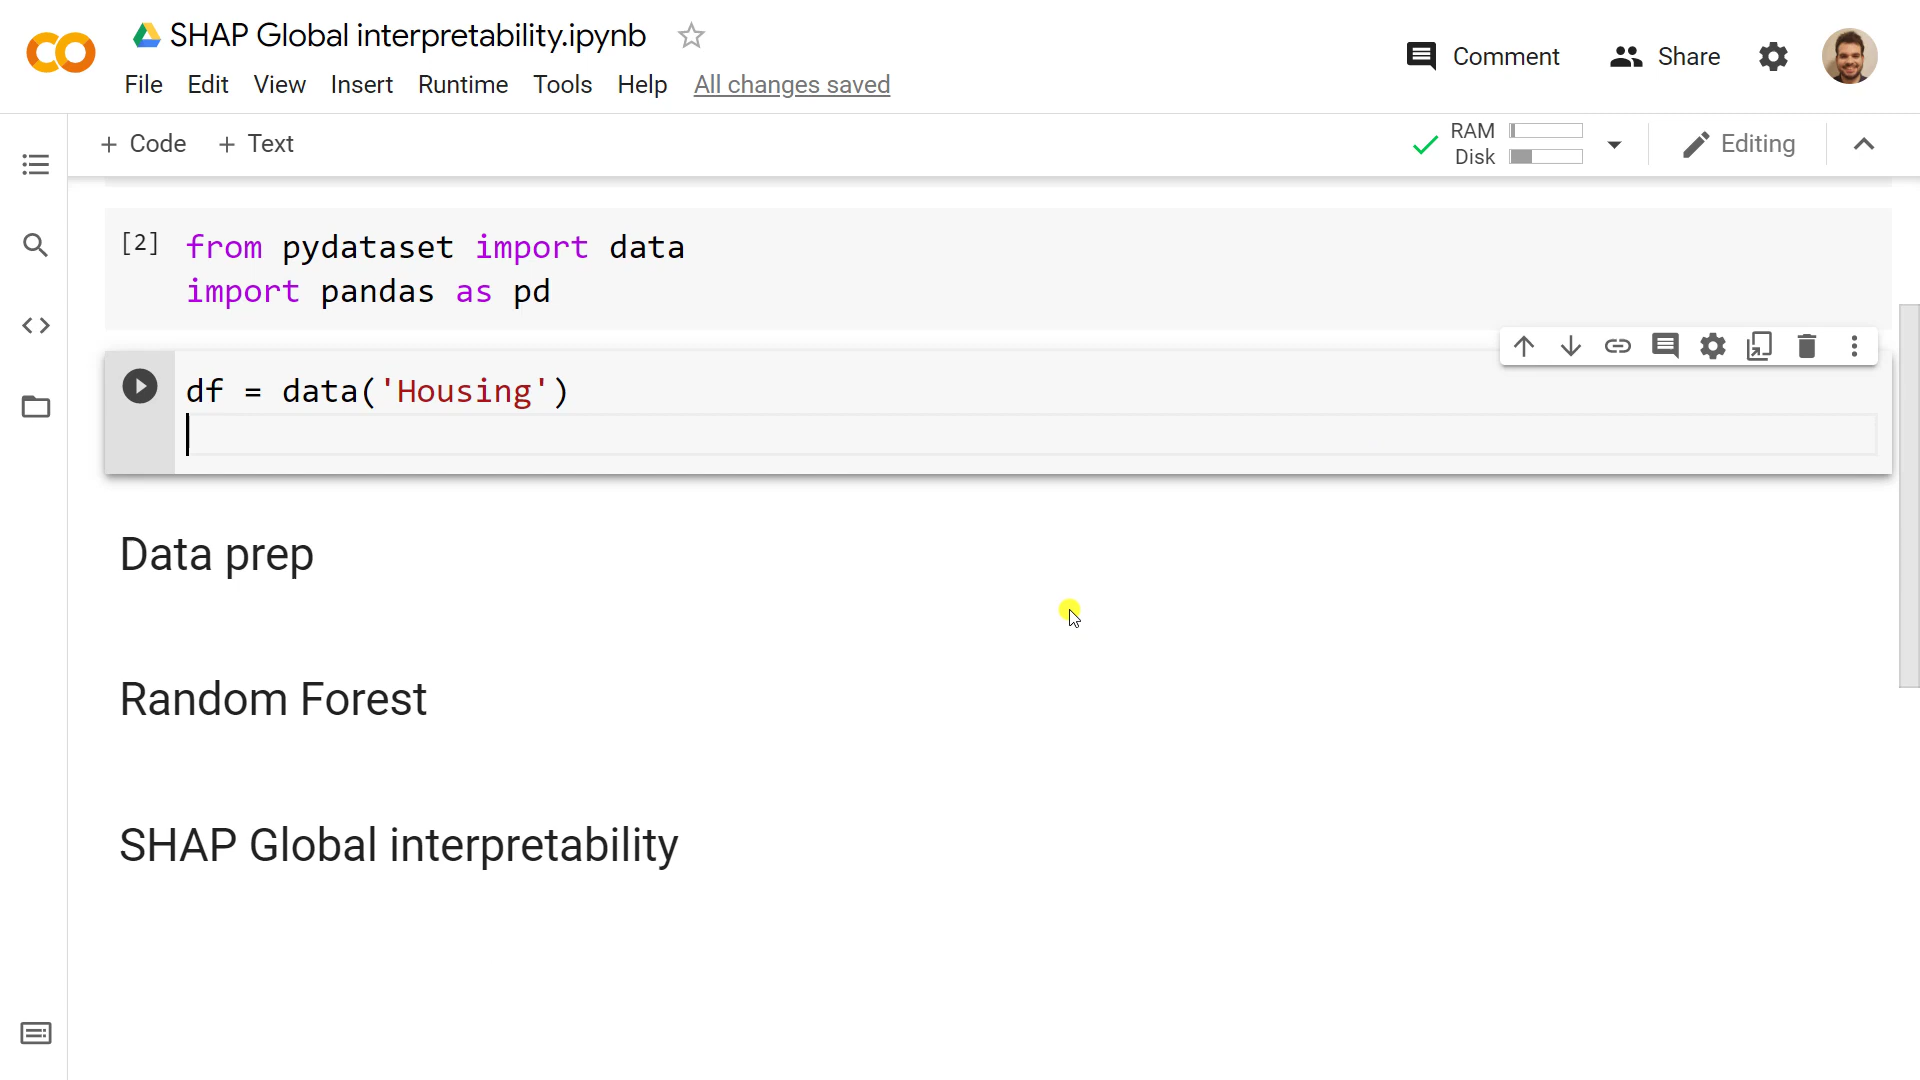 SHAP Global interpretability.ipynb
File Edit View Insert Runtime Tools Help All changes saved
Comment Share
+ Code + Text
RAM
Disk
Editing
[2] from pydataset import data
import pandas as pd
df = data('Housing')
Data prep
Random Forest
SHAP Global interpretability